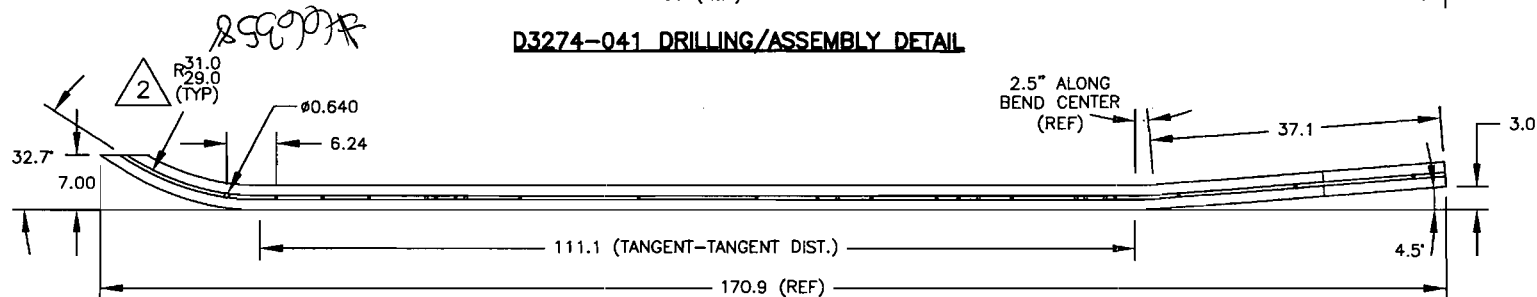 D3274-041 DRILLING/ASSEMBLY DETAIL
2
R31.0
29.0
(TYP)
ø0.640
6.24
2.5" ALONG
BEND CENTER
(REF)
37.1
3.0
32.7°
7.00
111.1 (TANGENT-TANGENT DIST.)
4.5°
170.9 (REF)